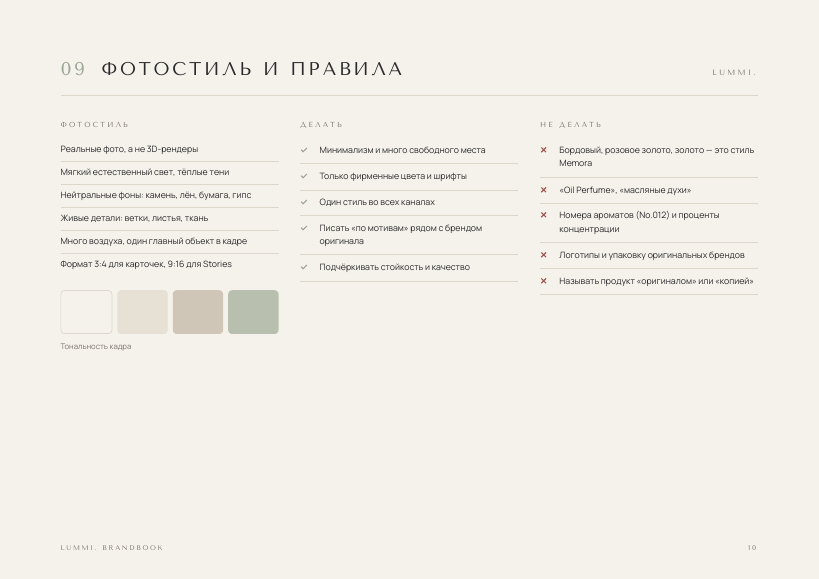 09 ФОТОСТИЛЬ И ПРАВИЛА
LUMMI.
ФОТОСТИЛЬ
Реальные фото, а не 3D-рендеры
Мягкий естественный свет, тёплые тени
Нейтральные фоны: камень, лён, бумага, гипс
Живые детали: ветки, листья, ткань
Много воздуха, один главный объект в кадре
Формат 3:4 для карточек, 9:16 для Stories
Тональность кадра
ДЕЛАТЬ
✓ Минимализм и много свободного места
✓ Только фирменные цвета и шрифты
✓ Один стиль во всех каналах
✓ Писать «по мотивам» рядом с брендом
оригинала
✓ Подчёркивать стойкость и качество
НЕ ДЕЛАТЬ
✕ Бордовый, розовое золото, золото — это стиль
Memora
✕ «Oil Perfume», «масляные духи»
✕ Номера ароматов (No.012) и проценты
концентрации
✕ Логотипы и упаковку оригинальных брендов
✕ Называть продукт «оригиналом» или «копией»
LUMMI. BRANDBOOK
10